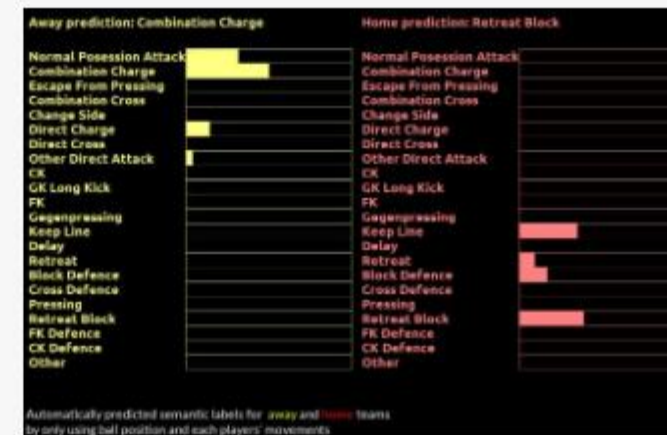 Away prediction: Combination Charge
Normal Posession Attack
Combination Charge
Escape From Pressing
Combination Cross
Change Side
Direct Charge
Direct Cross
Other Direct Attack
CK
GK Long Kick
FK
Gegenpressing
Keep Line
Delay
Retreat
Block Defence
Cross Defence
Pressing
Retreat Block
FK Defence
CK Defence
Other
Home prediction: Retreat Block
Normal Posession Attack
Combination Charge
Escape From Pressing
Combination Cross
Change Side
Direct Charge
Direct Cross
Other Direct Attack
CK
GK Long Kick
FK
Gegenpressing
Keep Line
Delay
Retreat
Block Defence
Cross Defence
Pressing
Retreat Block
FK Defence
CK Defence
Other
Automatically predicted semantic labels for away and home teams
by only using ball position and each players' movements